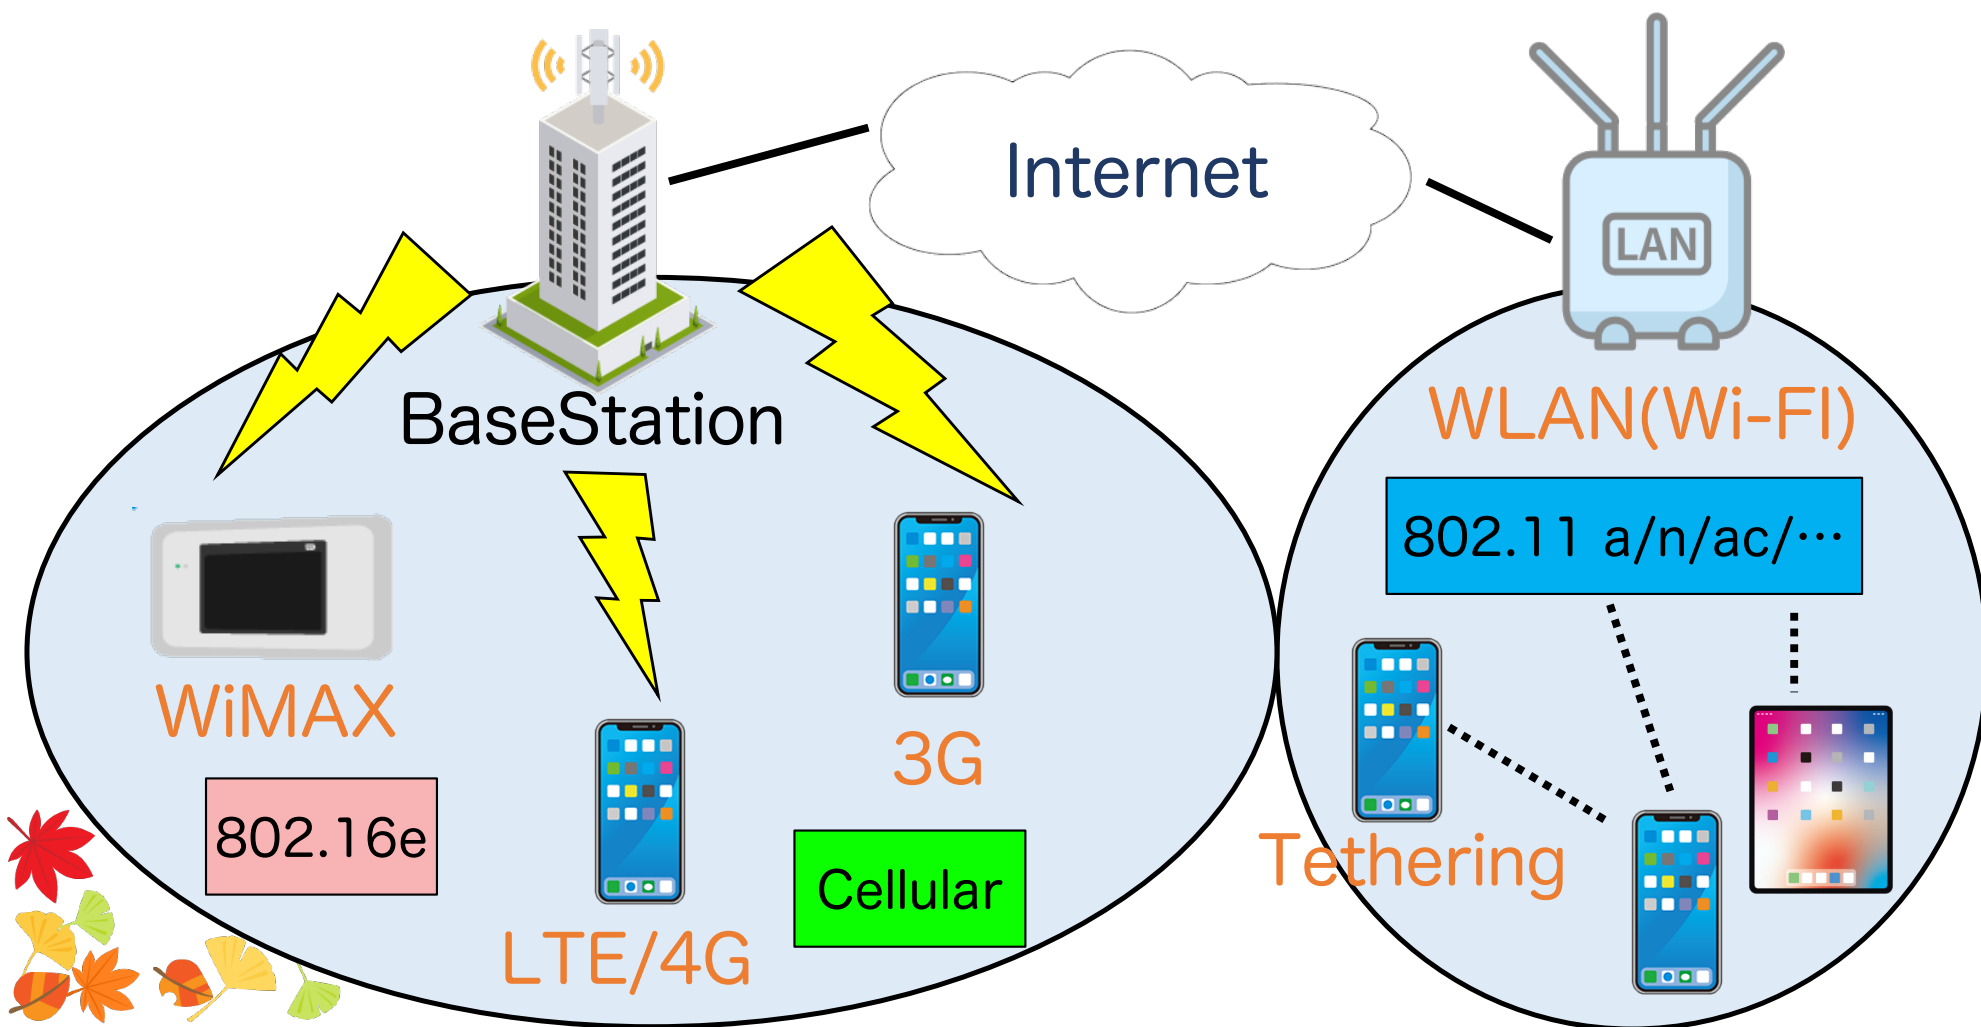 Internet
LAN
BaseStation
WLAN(Wi-FI)
802.11 a/n/ac/…
WiMAX
3G
802.16e
Cellular
Tethering
LTE/4G